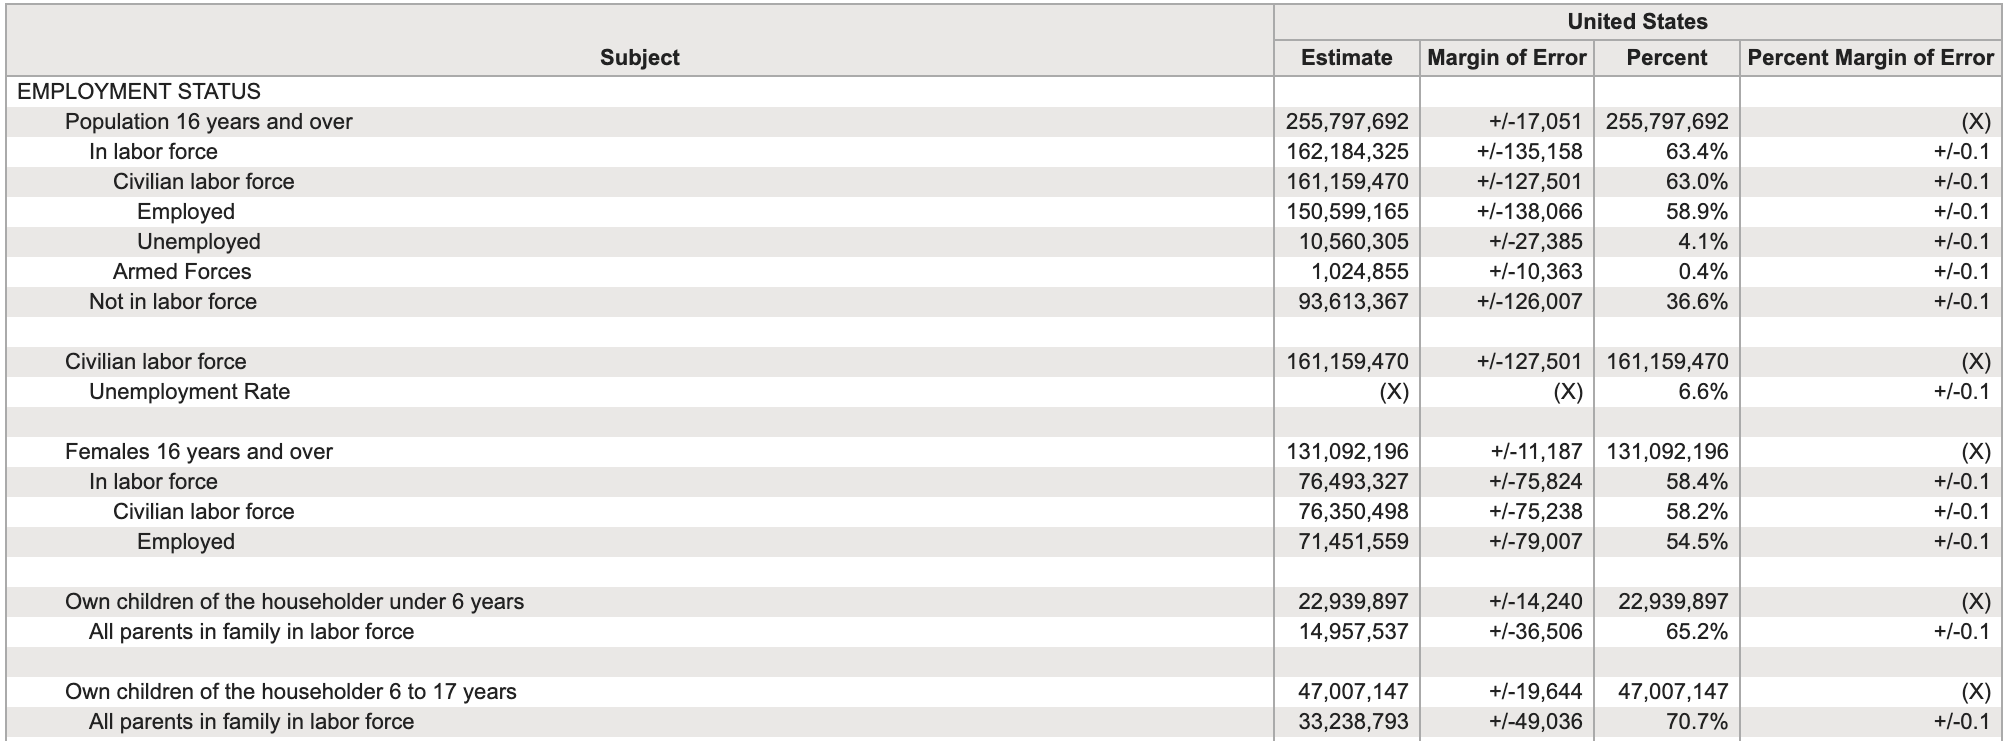 United States
Subject Estimate Margin of Error Percent Percent Margin of Error
EMPLOYMENT STATUS
Population 16 years and over 255,797,692 +/-17,051 255,797,692 (X)
In labor force 162,184,325 +/-135,158 63.4% +/-0.1
Civilian labor force 161,159,470 +/-127,501 63.0% +/-0.1
Employed 150,599,165 +/-138,066 58.9% +/-0.1
Unemployed 10,560,305 +/-27,385 4.1% +/-0.1
Armed Forces 1,024,855 +/-10,363 0.4% +/-0.1
Not in labor force 93,613,367 +/-126,007 36.6% +/-0.1
Civilian labor force 161,159,470 +/-127,501 161,159,470 (X)
Unemployment Rate (X) (X) 6.6% +/-0.1
Females 16 years and over 131,092,196 +/-11,187 131,092,196 (X)
In labor force 76,493,327 +/-75,824 58.4% +/-0.1
Civilian labor force 76,350,498 +/-75,238 58.2% +/-0.1
Employed 71,451,559 +/-79,007 54.5% +/-0.1
Own children of the householder under 6 years 22,939,897 +/-14,240 22,939,897 (X)
All parents in family in labor force 14,957,537 +/-36,506 65.2% +/-0.1
Own children of the householder 6 to 17 years 47,007,147 +/-19,644 47,007,147 (X)
All parents in family in labor force 33,238,793 +/-49,036 70.7% +/-0.1